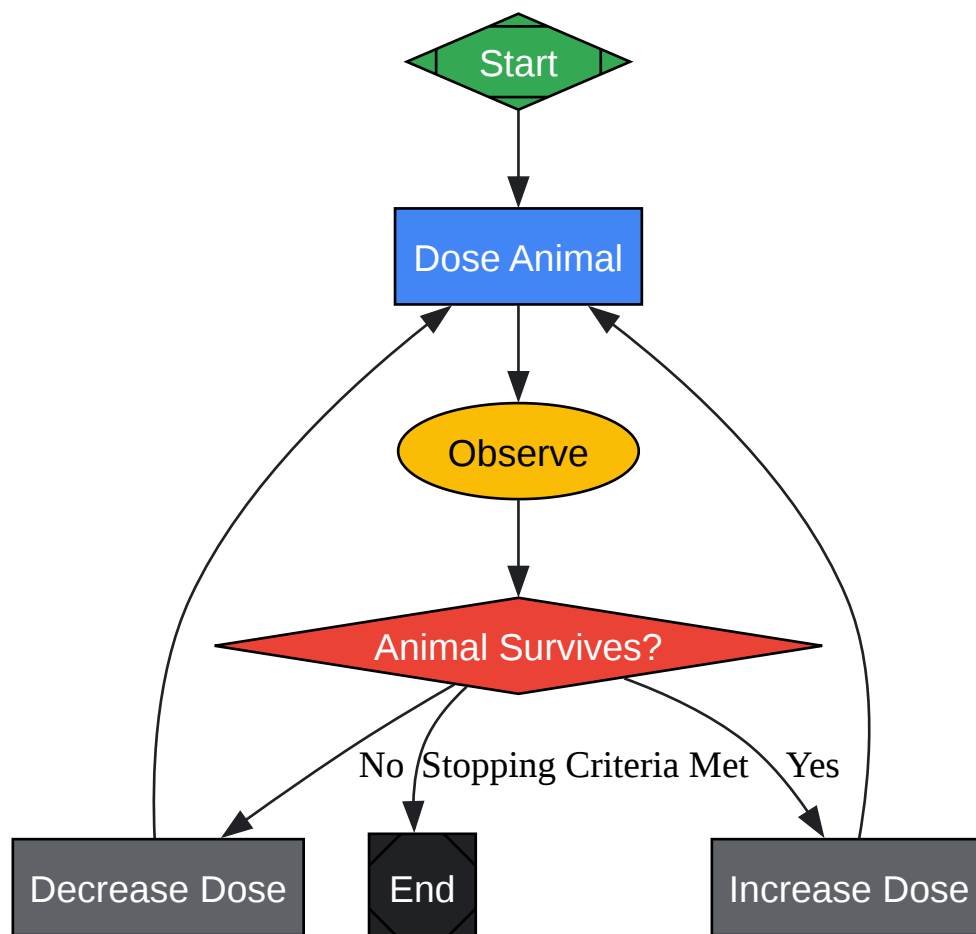 Start
Dose Animal
Observe
Animal Survives?
No Stopping Criteria Met Yes
Decrease Dose End Increase Dose